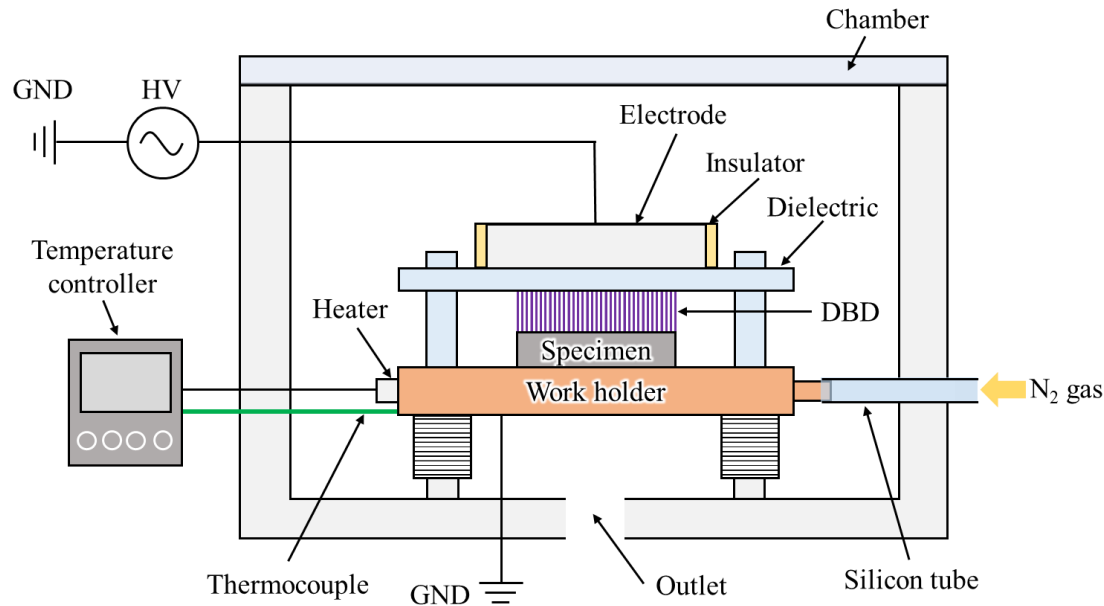 Chamber
GND
HV
Electrode
Insulator
Dielectric
Temperature
controller
Heater
DBD
Specimen
Work holder
N₂ gas
Thermocouple
GND
Outlet
Silicon tube